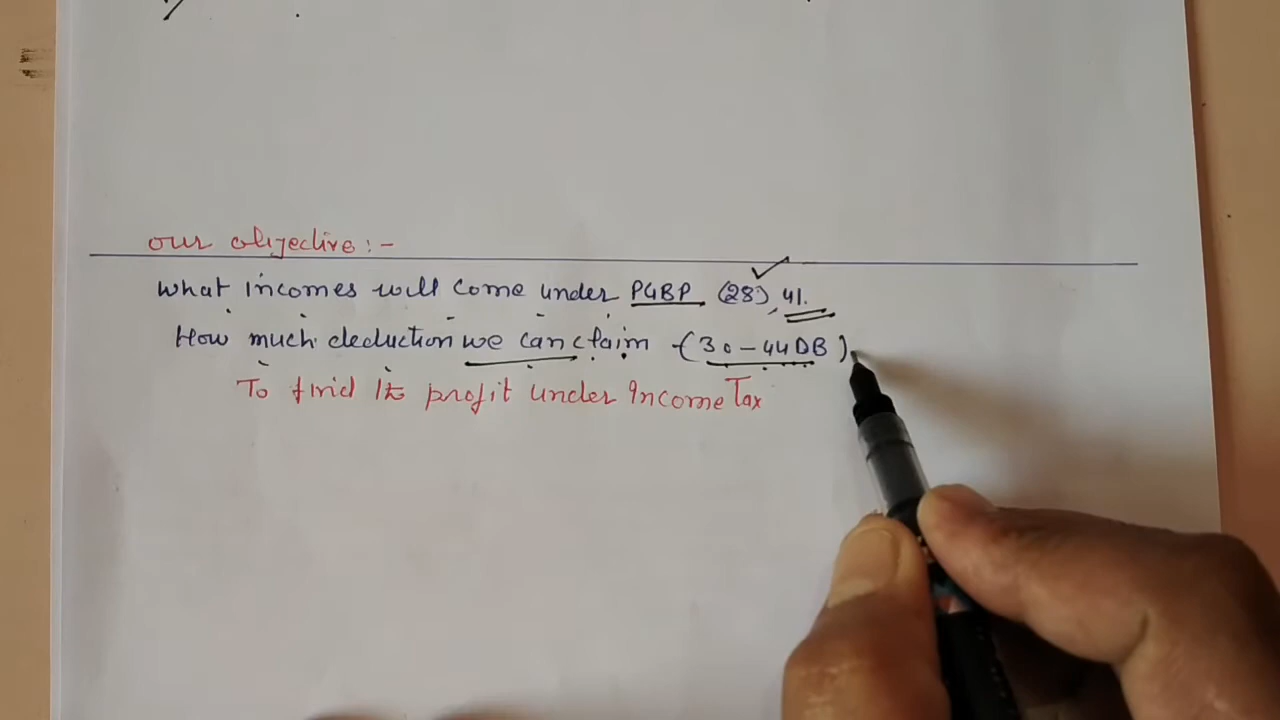 our objective:-
What incomes will come under PGBP (28), 41.
How much deduction we can claim (30-44DB)
To find its profit under Income Tax